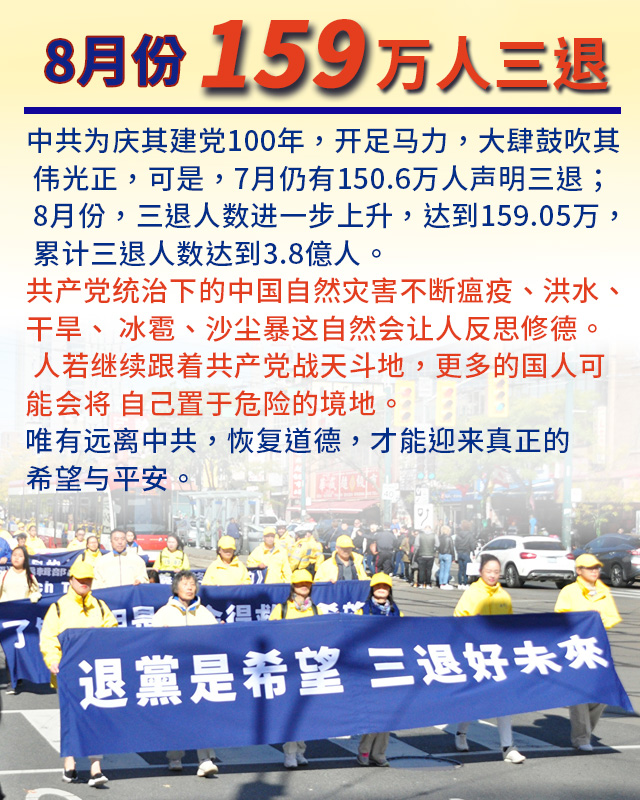 8月份 159万人三退
中共为庆其建党100年，开足马力，大肆鼓吹其
伟光正，可是，7月仍有150.6万人声明三退；
8月份，三退人数进一步上升，达到159.05万，
累计三退人数达到3.8億人。
共产党统治下的中国自然灾害不断瘟疫、洪水、
干旱、 冰雹、沙尘暴这自然会让人反思修德。
人若继续跟着共产党战天斗地，更多的国人可
能会将 自己置于危险的境地。
唯有远离中共，恢复道德，才能迎来真正的
希望与平安。
退黨是希望 三退好未來